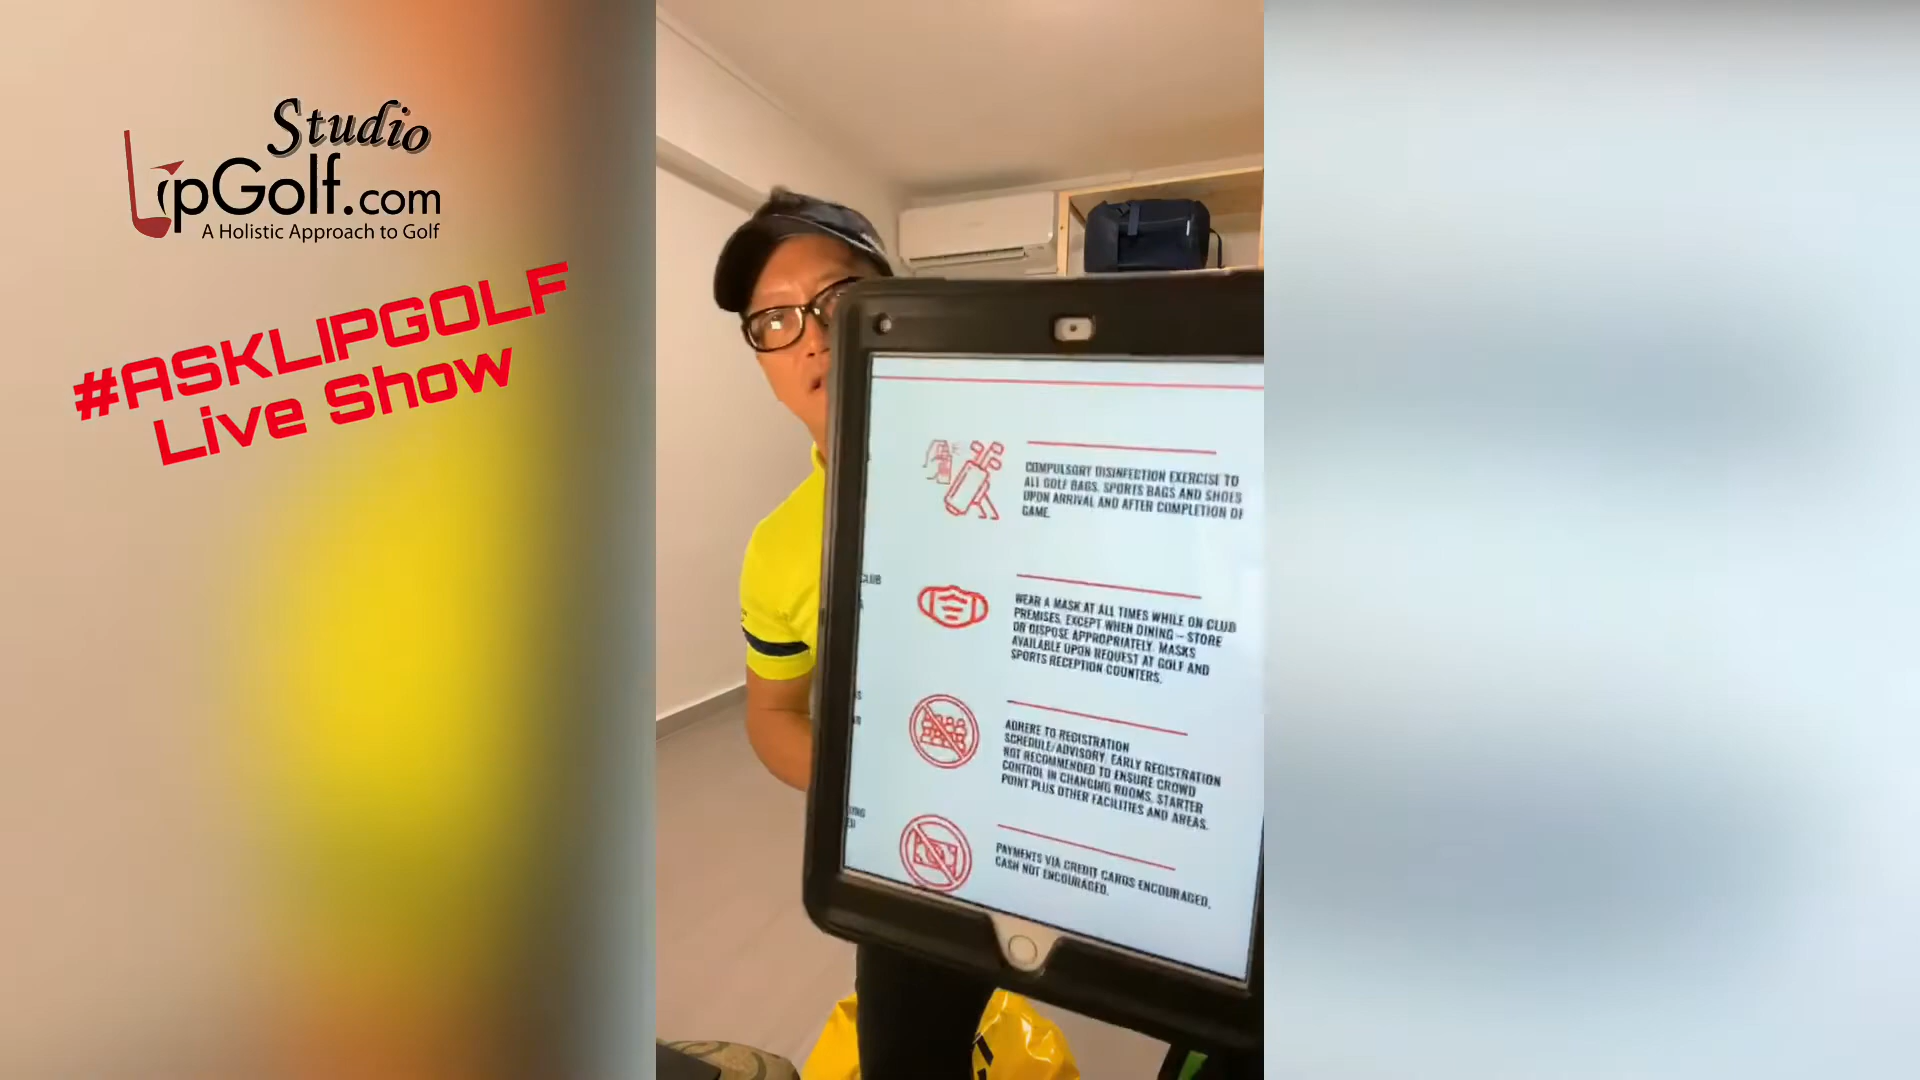 Studio
LipGolf.com
A Holistic Approach to Golf
#ASKLIPGOLF
Live Show
COMPULSORY DISINFECTION EXERCISE TO
ALL GOLF BAGS, SPORTS BAGS AND SHOES
UPON ARRIVAL AND AFTER COMPLETION OF
GAME.
CLUB
WEAR A MASK AT ALL TIMES WHILE ON CLUB
PREMISES, EXCEPT WHEN DINING – STORE
OR DISPOSE APPROPRIATELY. MASKS
AVAILABLE UPON REQUEST AT GOLF AND
SPORTS RECEPTION COUNTERS.
ADHERE TO REGISTRATION
SCHEDULE/ADVISORY. EARLY REGISTRATION
NOT RECOMMENDED TO ENSURE CROWD
CONTROL IN CHANGING ROOMS, STARTER
POINT PLUS OTHER FACILITIES AND AREAS.
PAYMENTS VIA CREDIT CARDS ENCOURAGED,
CASH NOT ENCOURAGED.